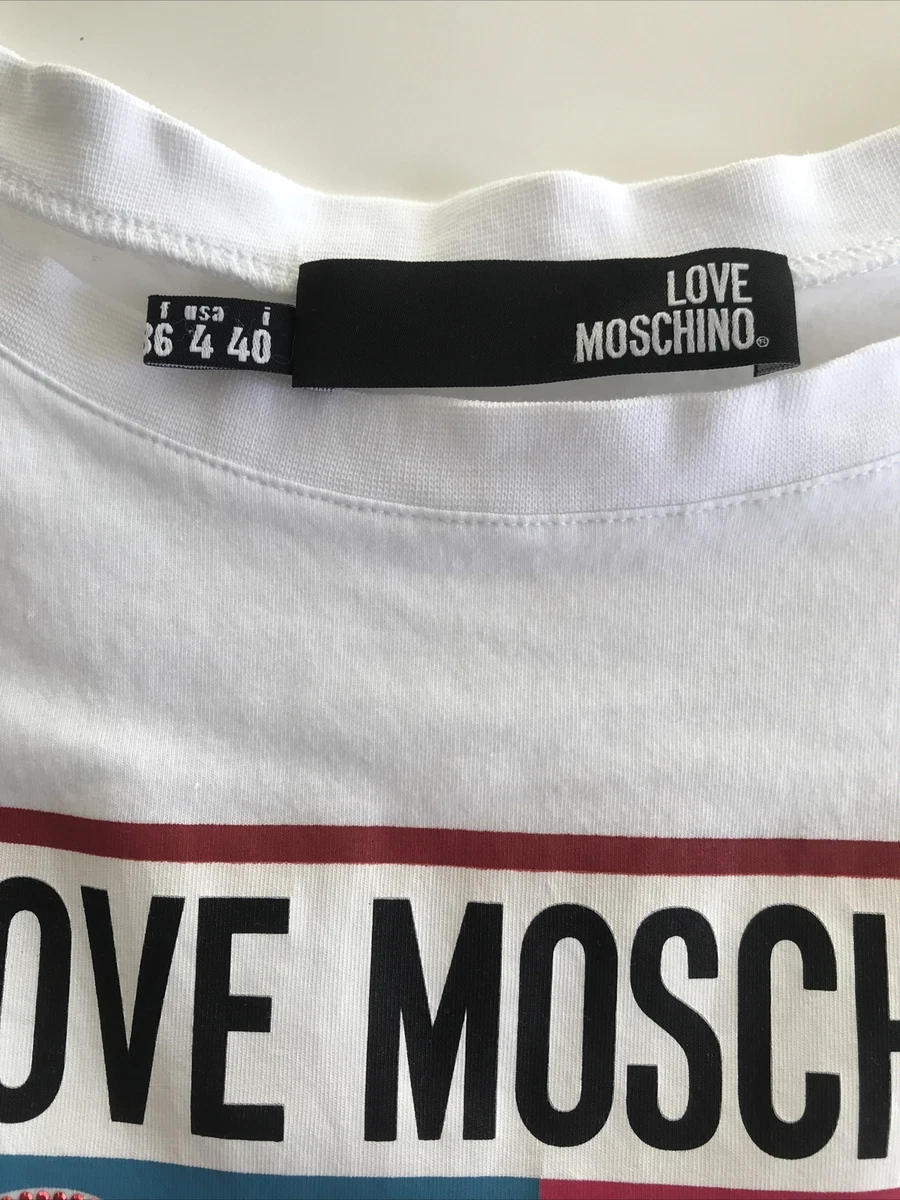 f usa i
36 4 40
LOVE
MOSCHINO®
OVE MOSCH